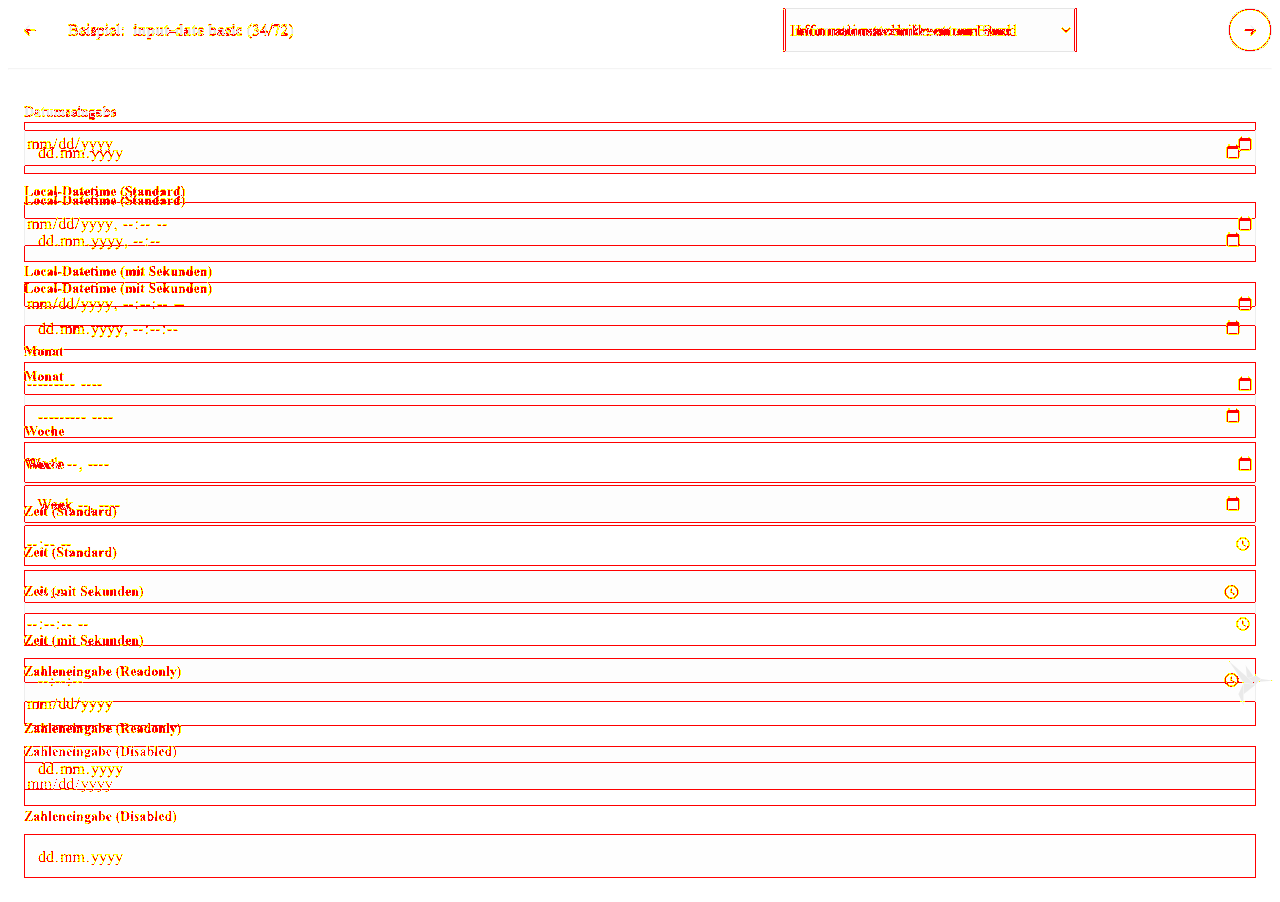 ← Beispiel: input-date basic (34/72) →
Datumseingabe
mm/dd/yyyy
dd.mm.yyyy
Local-Datetime (Standard)
Local-Datetime (Standard)
mm/dd/yyyy, --:-- --
dd.mm.yyyy, --:--
Local-Datetime (mit Sekunden)
Local-Datetime (mit Sekunden)
mm/dd/yyyy, --:--:-- --
dd.mm.yyyy, --:--:--
Monat
Monat
--------- ----
--------- ----
Woche
Woche --, ----
Week --, ----
Zeit (Standard)
--:-- --
Zeit (Standard)
Zeit (mit Sekunden)
--:--:-- --
Zeit (mit Sekunden)
Zahleneingabe (Readonly)
mm/dd/yyyy
Zahleneingabe (Readonly)
Zahleneingabe (Disabled)
dd.mm.yyyy
mm/dd/yyyy
Zahleneingabe (Disabled)
dd.mm.yyyy